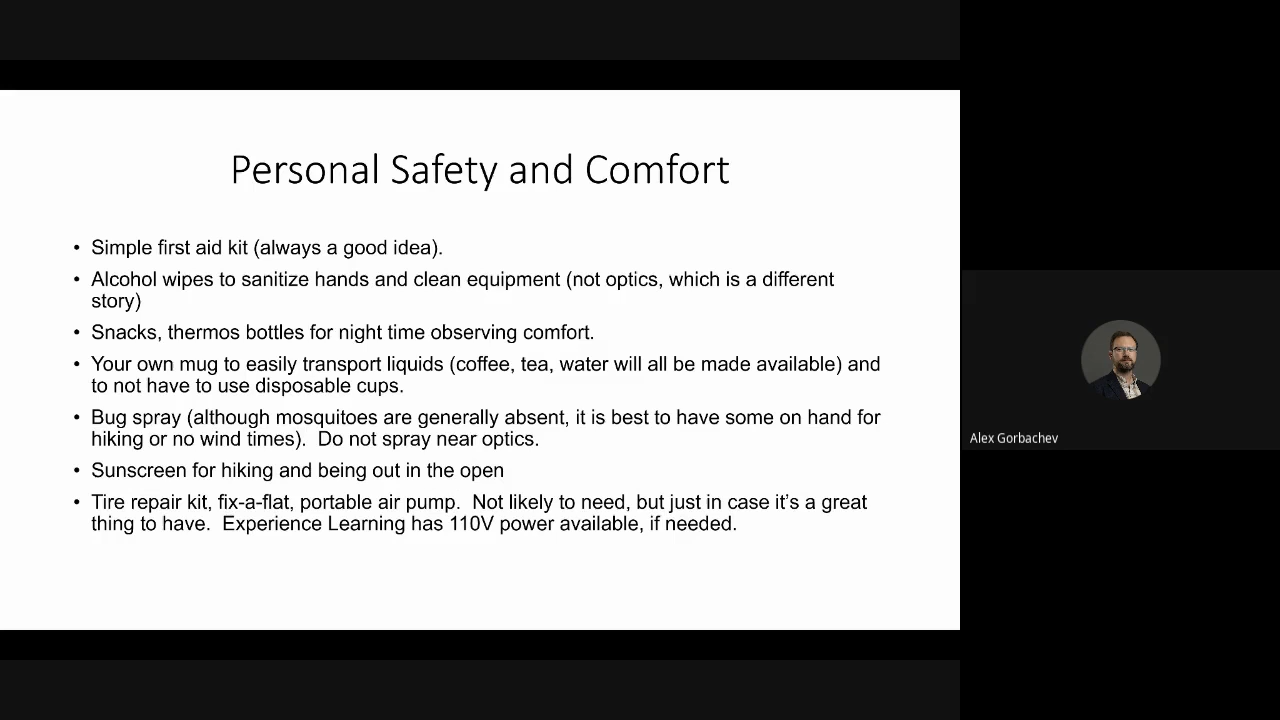 Personal Safety and Comfort
• Simple first aid kit (always a good idea).
• Alcohol wipes to sanitize hands and clean equipment (not optics, which is a different
story)
• Snacks, thermos bottles for night time observing comfort.
• Your own mug to easily transport liquids (coffee, tea, water will all be made available) and
to not have to use disposable cups.
• Bug spray (although mosquitoes are generally absent, it is best to have some on hand for
hiking or no wind times).  Do not spray near optics.
• Sunscreen for hiking and being out in the open
• Tire repair kit, fix-a-flat, portable air pump.  Not likely to need, but just in case it’s a great
thing to have.  Experience Learning has 110V power available, if needed.
Alex Gorbachev